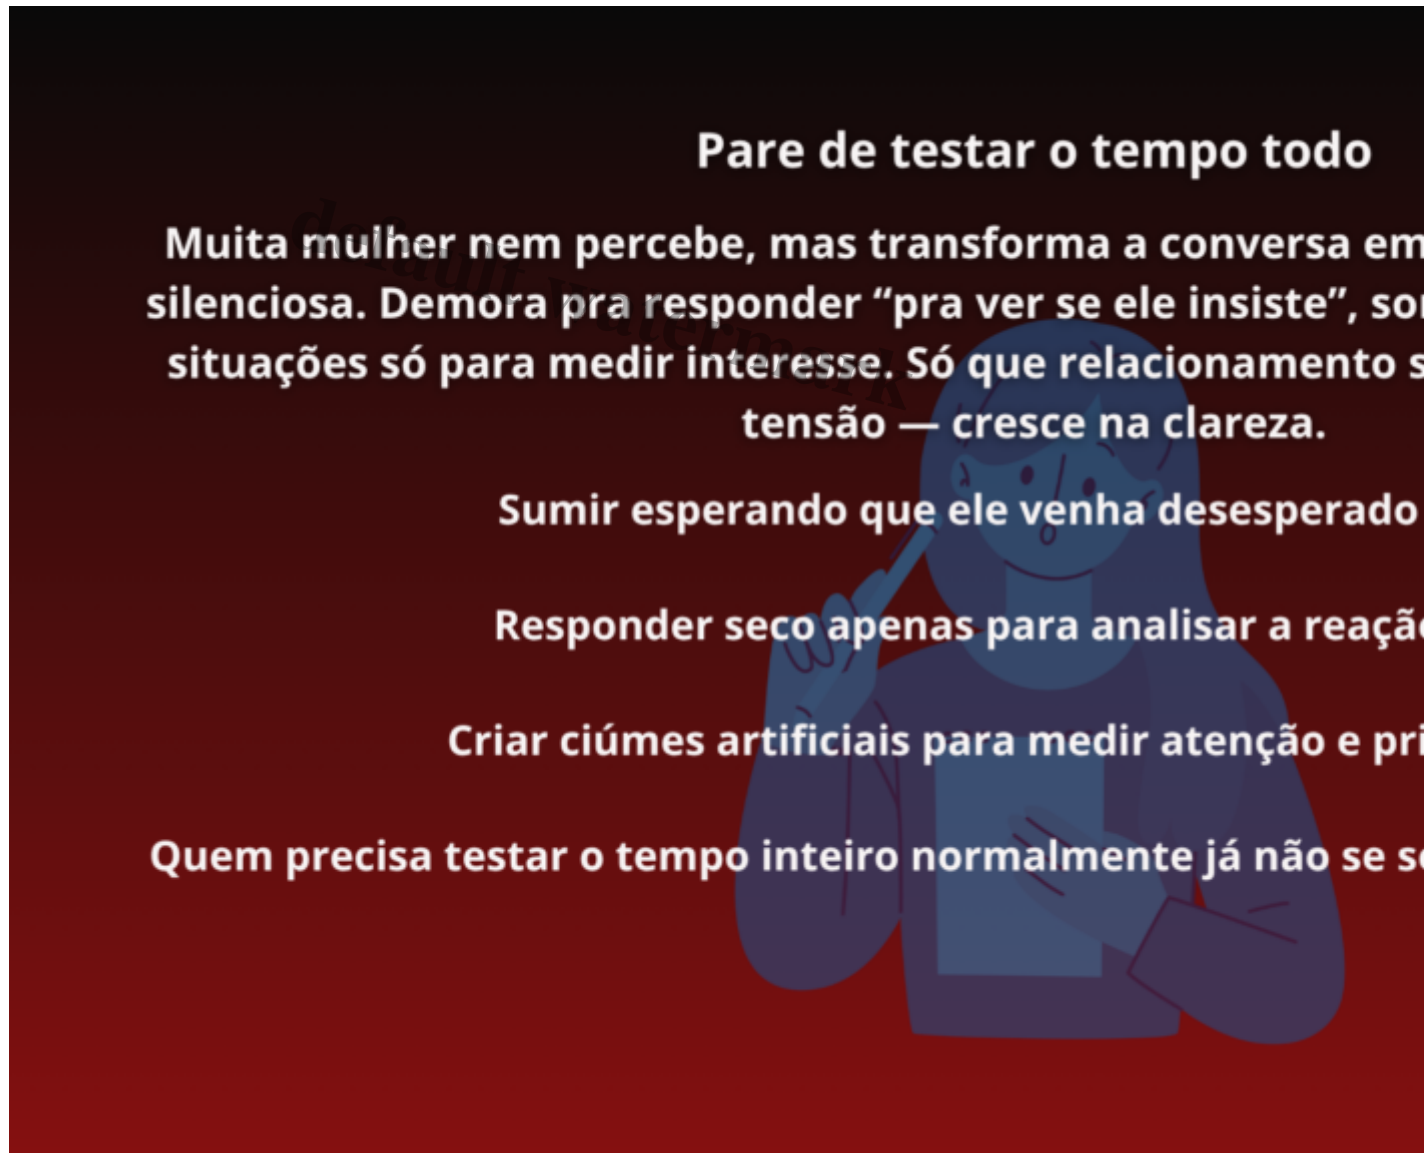 Pare de testar o tempo todo
Muita mulher nem percebe, mas transforma a conversa em
silenciosa. Demora pra responder “pra ver se ele insiste”,
situações só para medir interesse. Só que relacionamento
tensão — cresce na clareza.
Sumir esperando que ele venha desesperado
Responder seco apenas para analisar a
Criar ciúmes artificiais para medir atenção e
Quem precisa testar o tempo inteiro normalmente já não se
default watermark